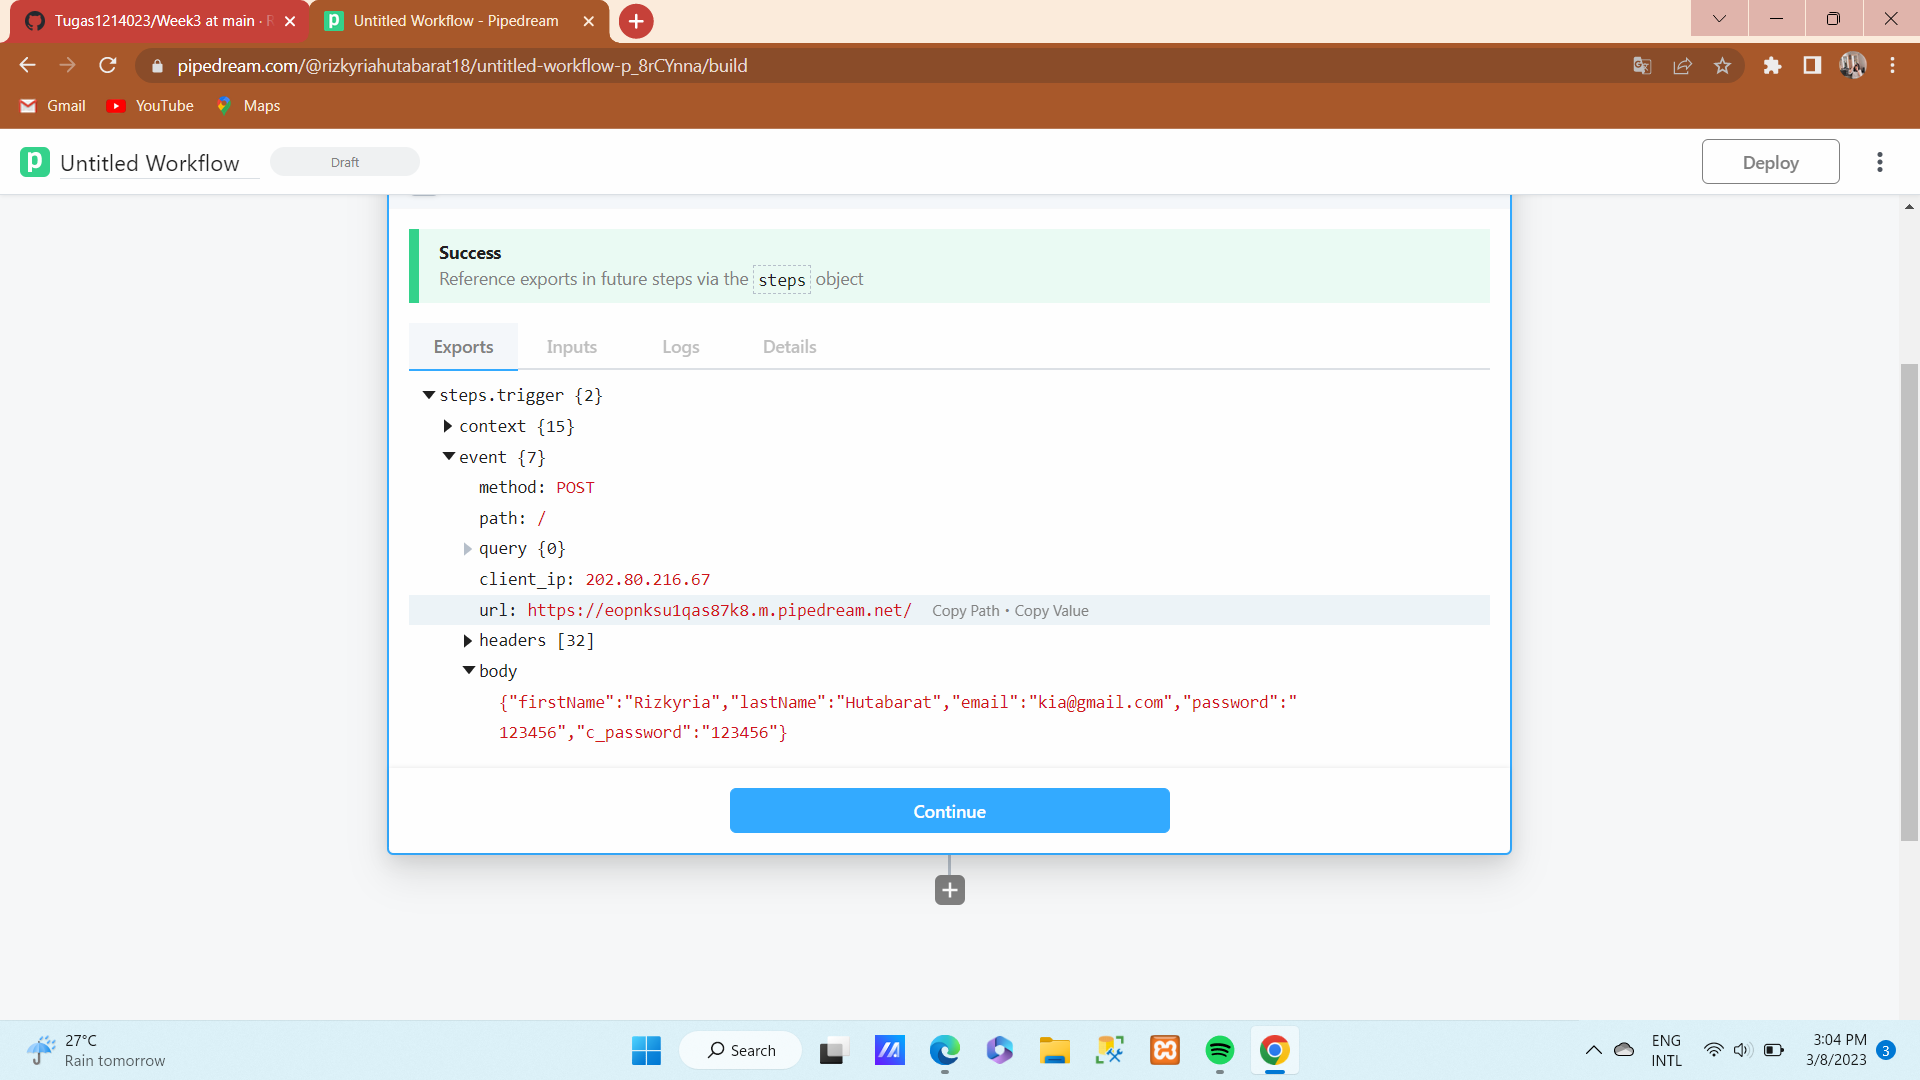 Tugas1214023/Week3 at main · R
Untitled Workflow - Pipedream
pipedream.com/@rizkyriahutabarat18/untitled-workflow-p_8rCYnna/build
Gmail
YouTube
Maps
Untitled Workflow
Draft
Deploy
Success
Reference exports in future steps via the steps object
Exports
Inputs
Logs
Details
steps.trigger {2}
context {15}
event {7}
method: POST
path: /
query {0}
client_ip: 202.80.216.67
url: https://eopnksu1qas87k8.m.pipedream.net/ Copy Path • Copy Value
headers [32]
body
{"firstName":"Rizkyria","lastName":"Hutabarat","email":"kia@gmail.com","password":"
123456","c_password":"123456"}
Continue
27°C
Rain tomorrow
Search
ENG
INTL
3:04 PM
3/8/2023
3